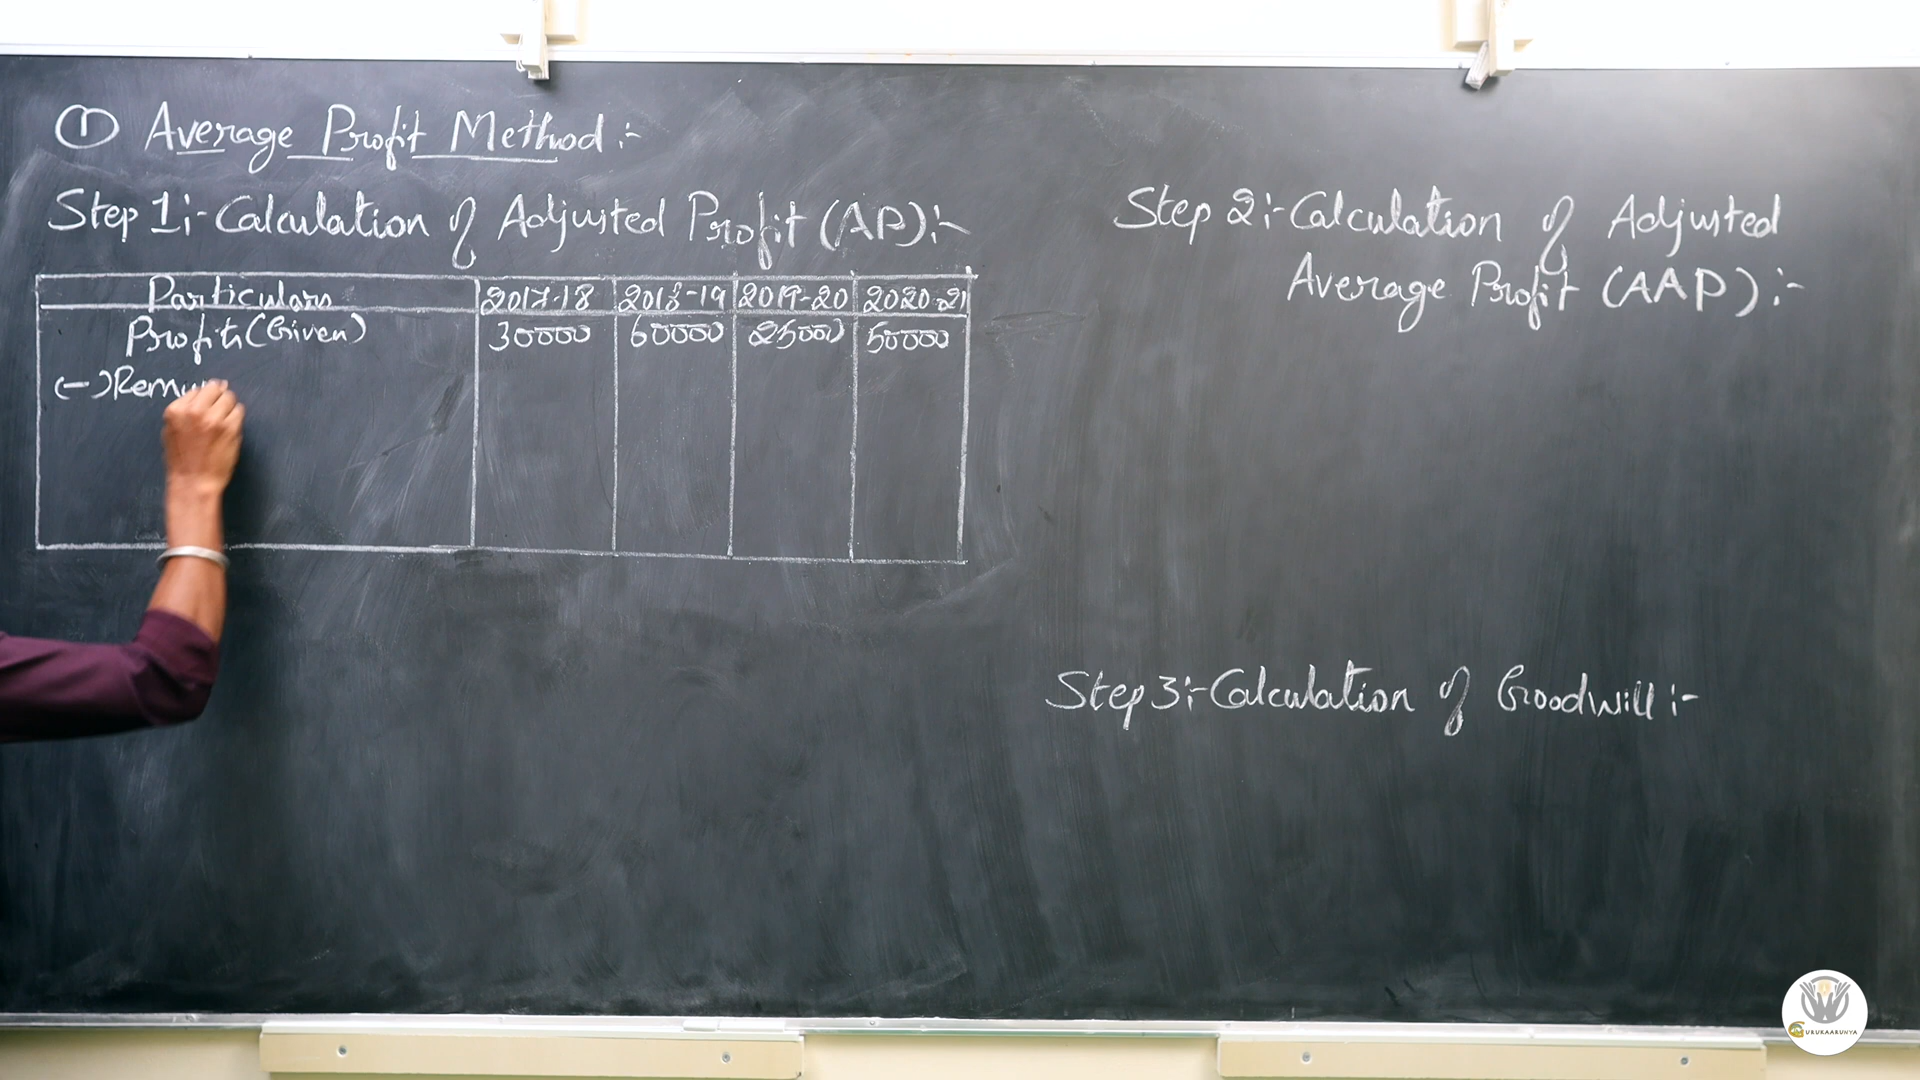 ① Average Profit Method :-
Step 1:- Calculation of Adjusted Profit (AP):-
Particulars 2017-18 2018-19 2019-20 2020-21
Profits (Given) 30000 60000 25000 50000
(-) Remu
Step 2:- Calculation of Adjusted
Average Profit (AAP) :-
Step 3:- Calculation of Goodwill :-
GURUKAARUNYA